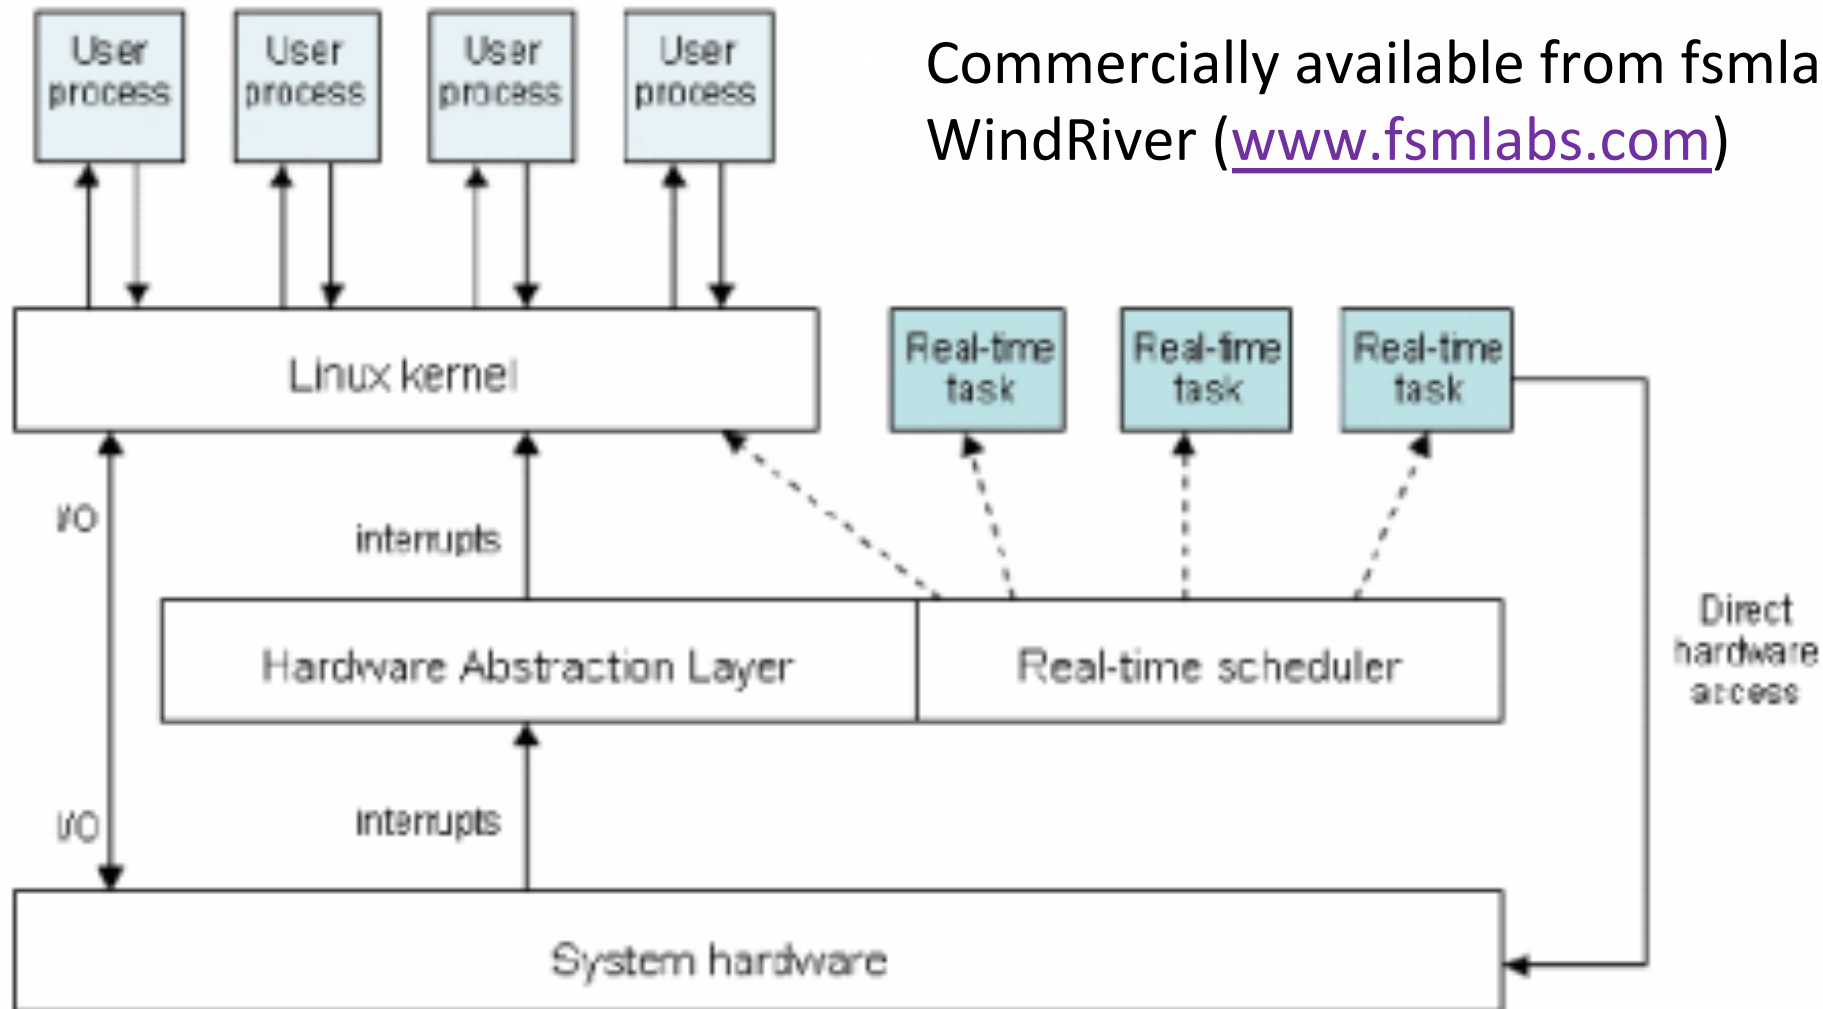 User
process
User
process
User
process
User
process
Commercially available from fsmla
WindRiver (www.fsmlabs.com)
Linux kernel
Real-time
task
Real-time
task
Real-time
task
I/O
interrupts
Hardware Abstraction Layer
Real-time scheduler
Direct
hardware
access
I/O
interrupts
System hardware